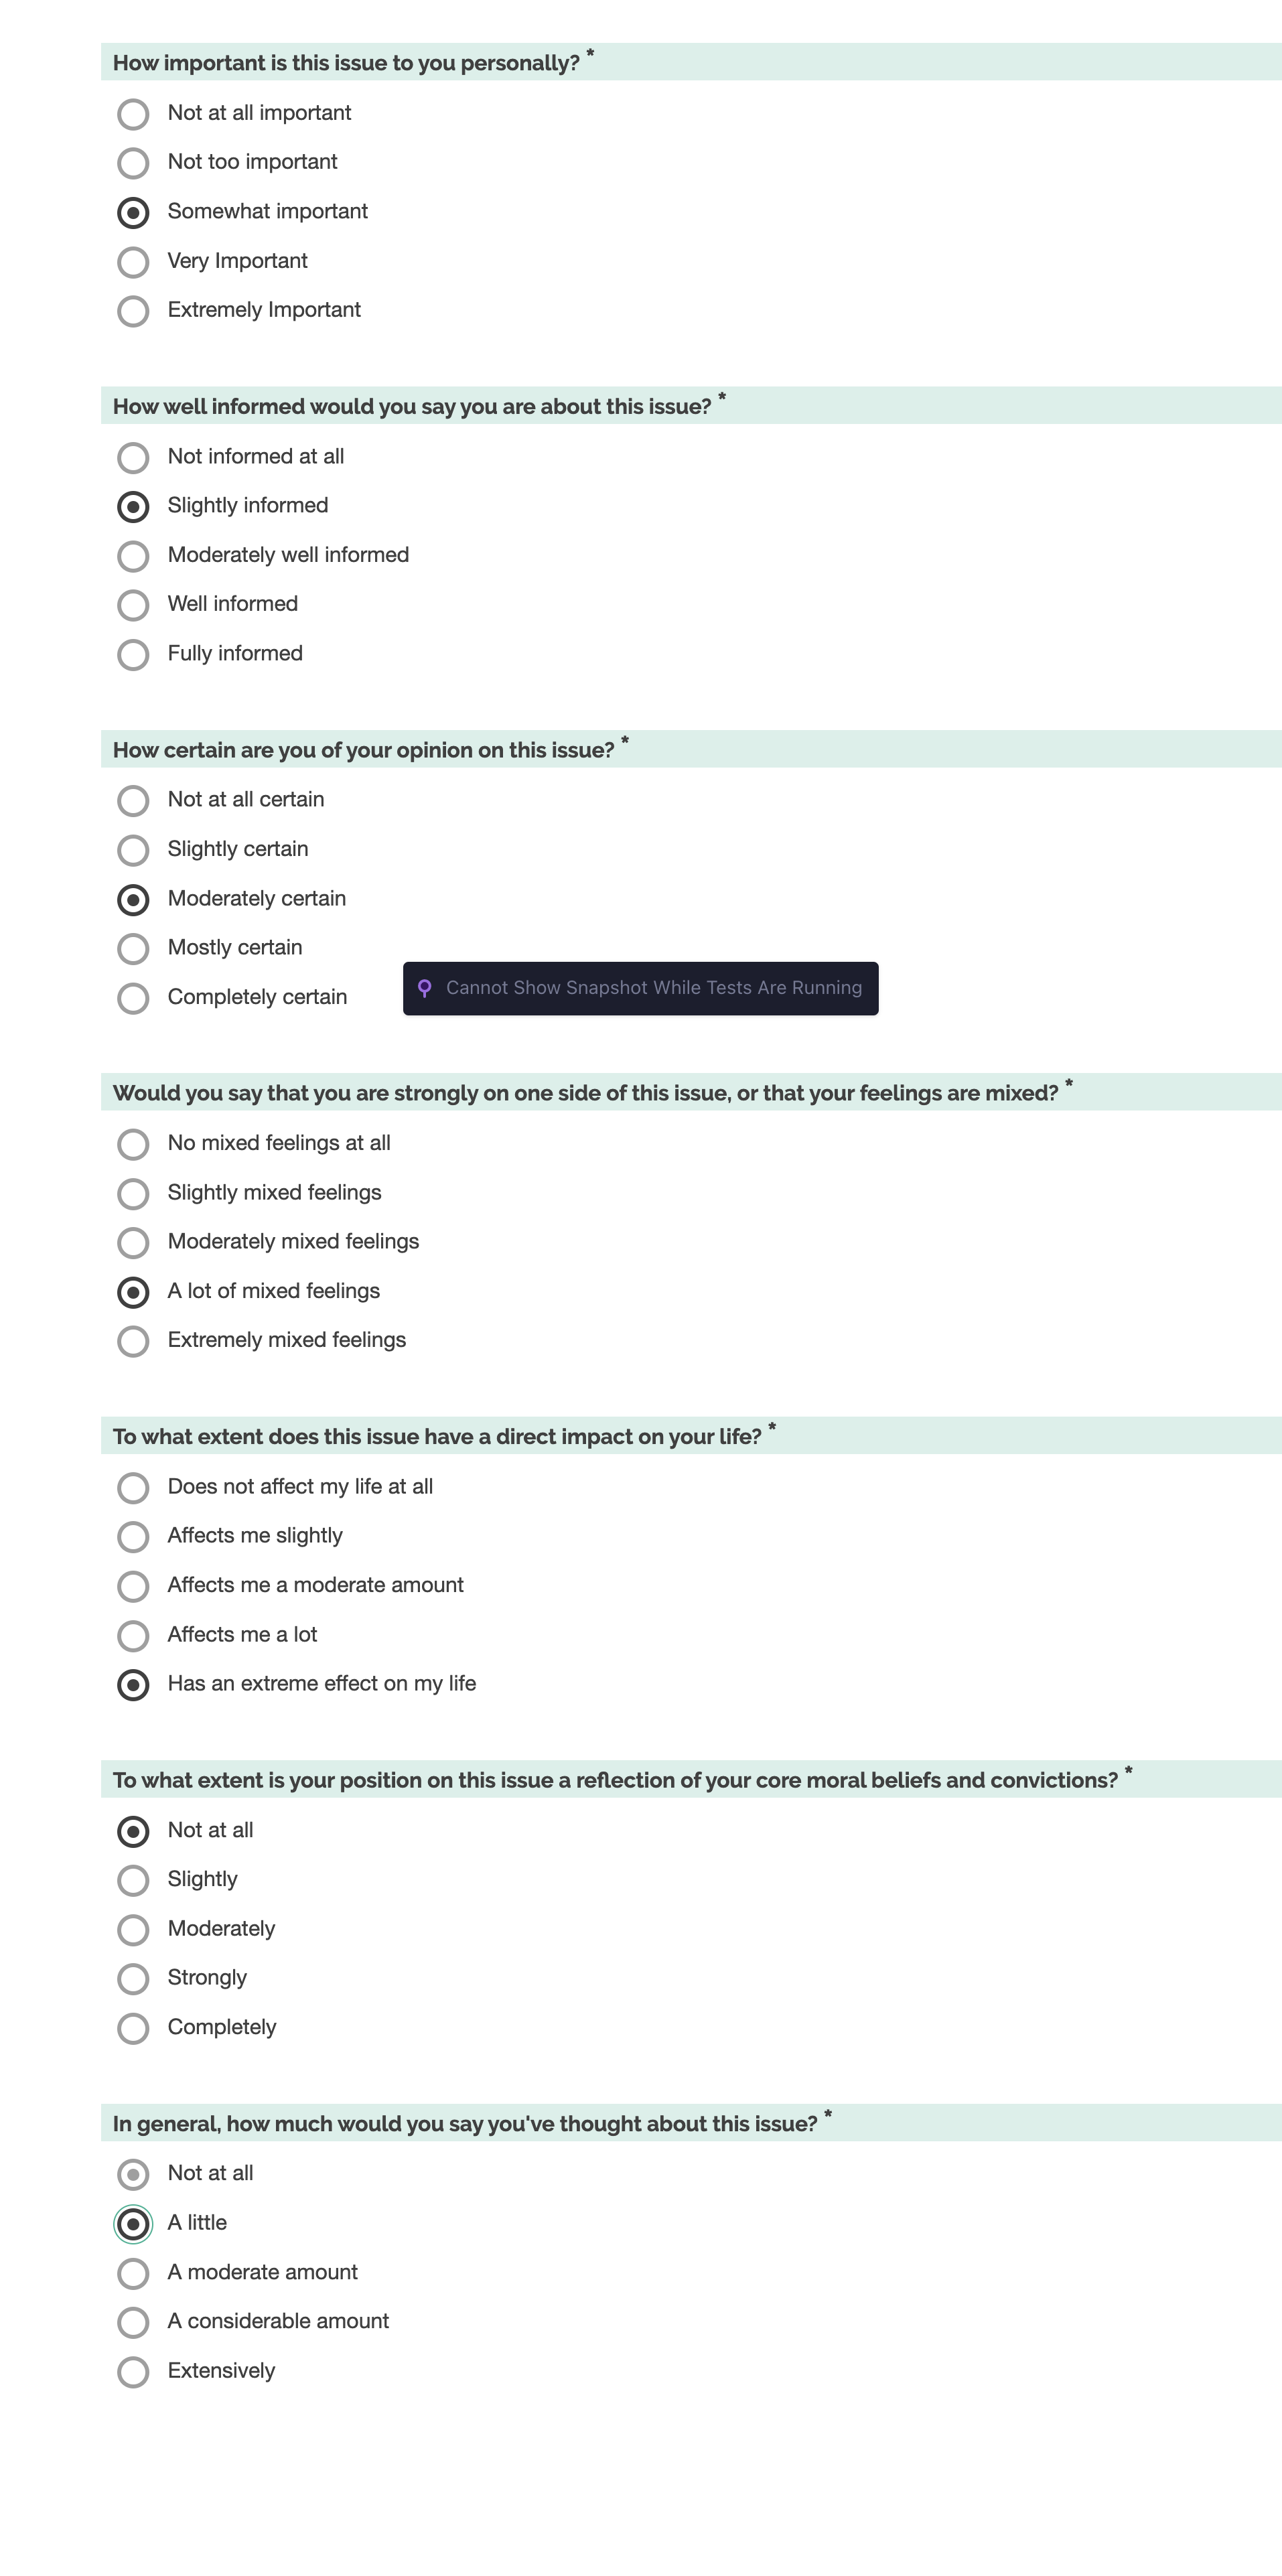 How important is this issue to you personally? *
Not at all important
Not too important
Somewhat important
Very Important
Extremely Important
How well informed would you say you are about this issue? *
Not informed at all
Slightly informed
Moderately well informed
Well informed
Fully informed
How certain are you of your opinion on this issue? *
Not at all certain
Slightly certain
Moderately certain
Mostly certain
Completely certain
Cannot Show Snapshot While Tests Are Running
Would you say that you are strongly on one side of this issue, or that your feelings are mixed? *
No mixed feelings at all
Slightly mixed feelings
Moderately mixed feelings
A lot of mixed feelings
Extremely mixed feelings
To what extent does this issue have a direct impact on your life? *
Does not affect my life at all
Affects me slightly
Affects me a moderate amount
Affects me a lot
Has an extreme effect on my life
To what extent is your position on this issue a reflection of your core moral beliefs and convictions? *
Not at all
Slightly
Moderately
Strongly
Completely
In general, how much would you say you've thought about this issue? *
Not at all
A little
A moderate amount
A considerable amount
Extensively